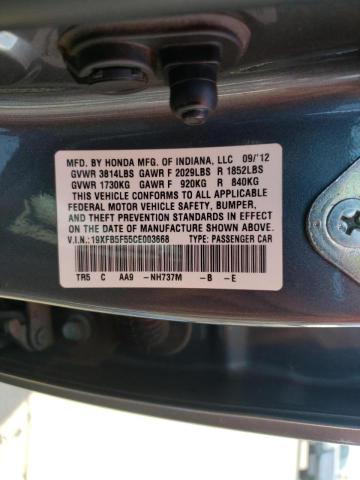 MFD. BY HONDA MFG. OF INDIANA, LLC 09/'12
GVWR 3814LBS GAWR F 2029LBS R 1852LBS
GVWR 1730KG GAWR F 920KG R 840KG
THIS VEHICLE CONFORMS TO ALL APPLICABLE
FEDERAL MOTOR VEHICLE SAFETY, BUMPER,
AND THEFT PREVENTION STANDARDS IN EFFECT ON
THE DATE OF MANUFACTURE SHOWN ABOVE.
V.I.N.:19XFB5F55CE003668 TYPE: PASSENGER CAR
TR5 C AA9 -NH737M -B -E